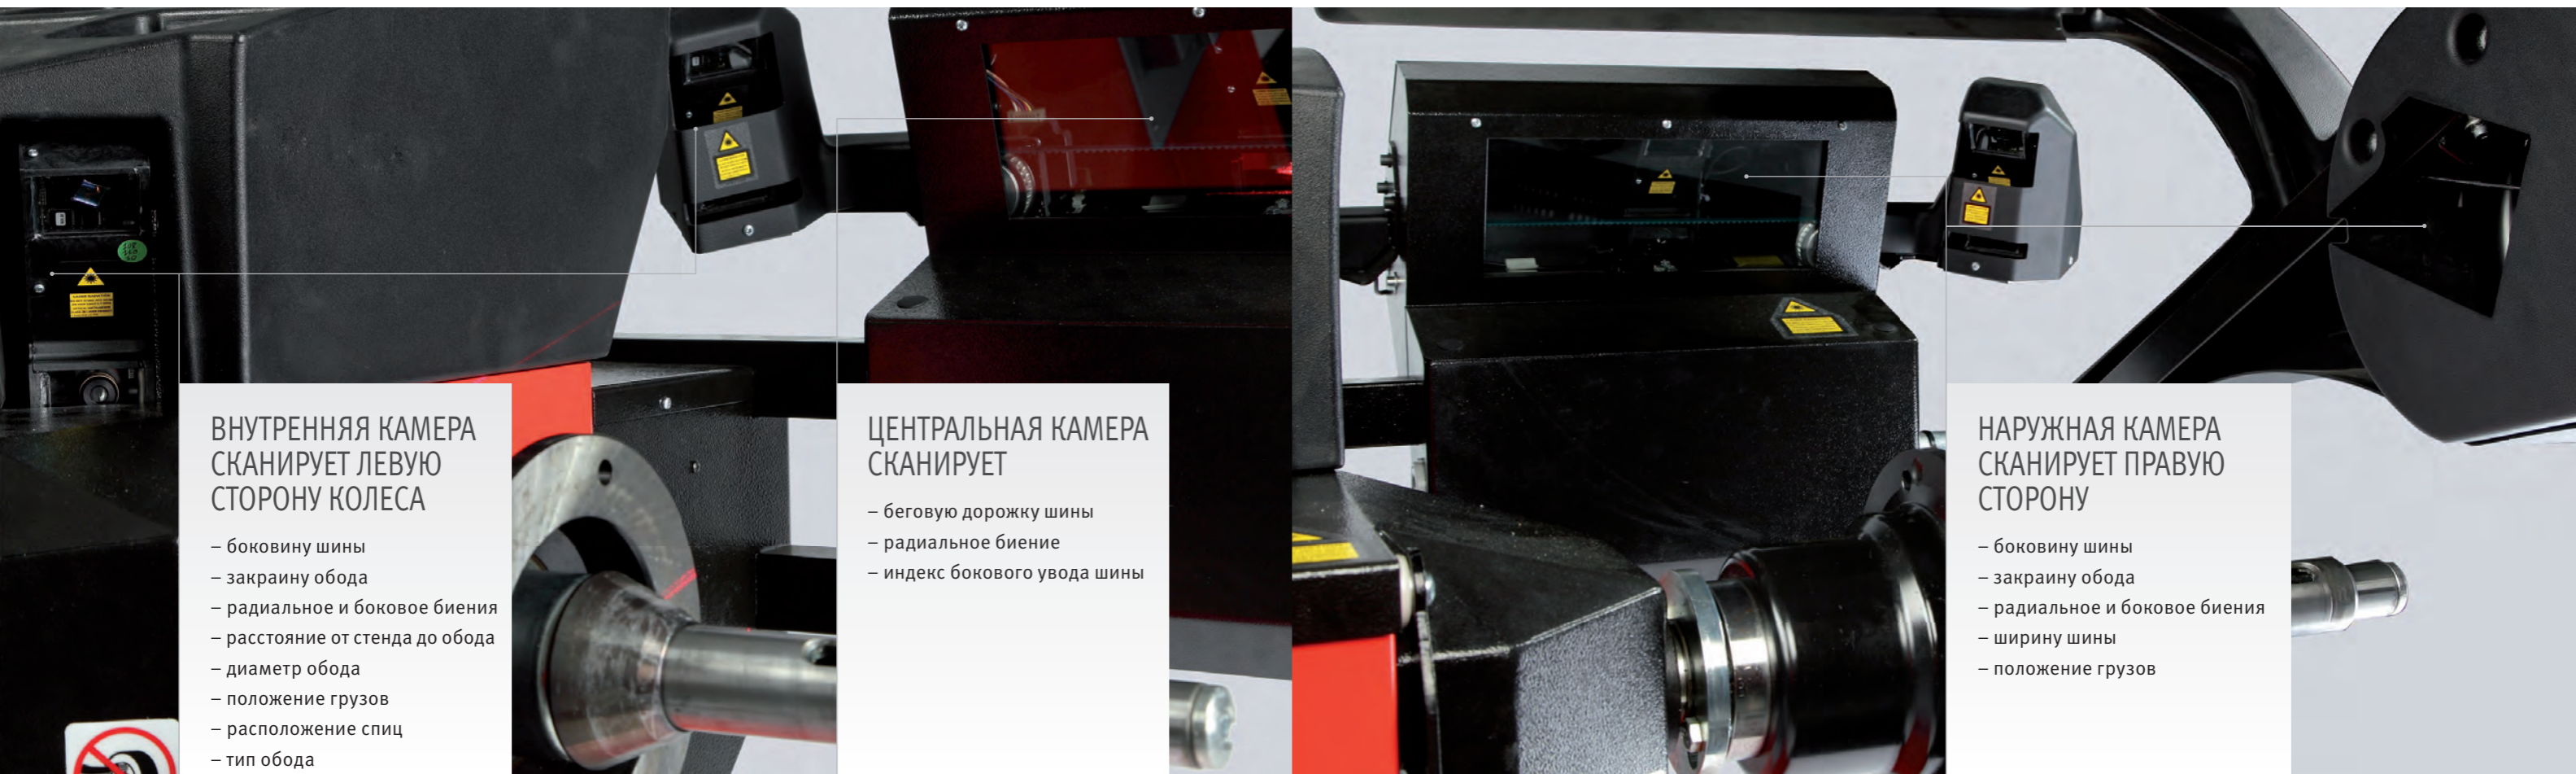 ВНУТРЕННЯЯ КАМЕРА
СКАНИРУЕТ ЛЕВУЮ
СТОРОНУ КОЛЕСА
– боковину шины
– закраину обода
– радиальное и боковое биения
– расстояние от стенда до обода
– диаметр обода
– положение грузов
– расположение спиц
– тип обода
ЦЕНТРАЛЬНАЯ КАМЕРА
СКАНИРУЕТ
– беговую дорожку шины
– радиальное биение
– индекс бокового увода шины
НАРУЖНАЯ КАМЕРА
СКАНИРУЕТ ПРАВУЮ
СТОРОНУ
– боковину шины
– закраину обода
– радиальное и боковое биения
– ширину шины
– положение грузов